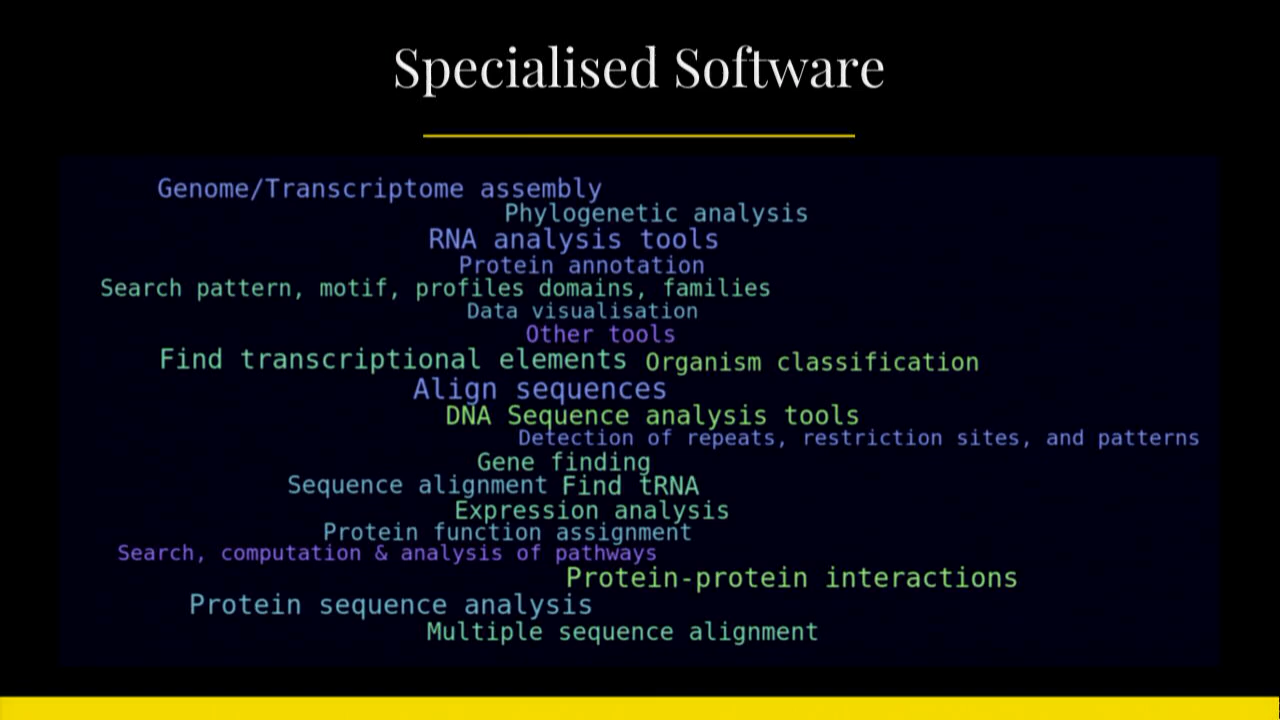 Specialised Software
Genome/Transcriptome assembly
Phylogenetic analysis
RNA analysis tools
Protein annotation
Search pattern, motif, profiles domains, families
Data visualisation
Other tools
Find transcriptional elements Organism classification
Align sequences
DNA Sequence analysis tools
Detection of repeats, restriction sites, and patterns
Gene finding
Sequence alignment Find tRNA
Expression analysis
Protein function assignment
Search, computation & analysis of pathways
Protein-protein interactions
Protein sequence analysis
Multiple sequence alignment